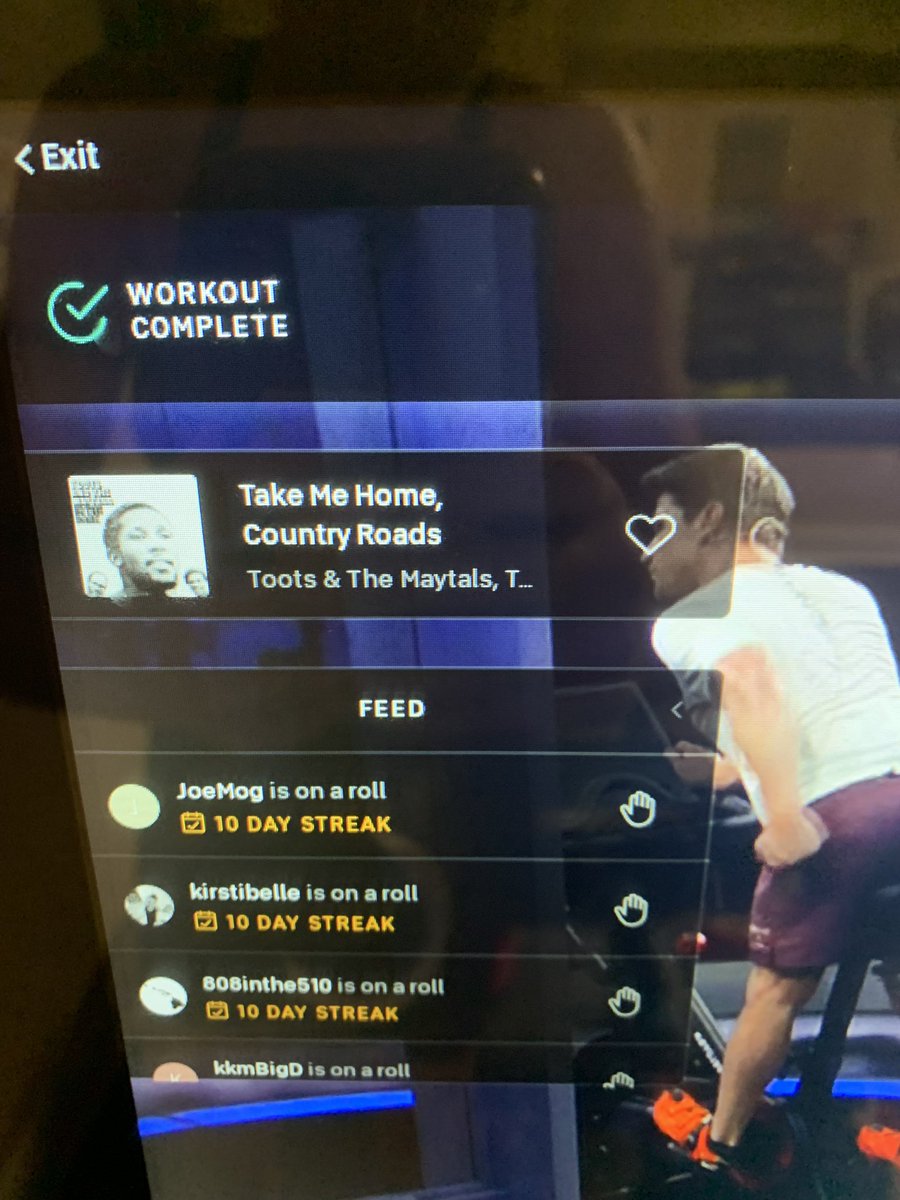 Exit
WORKOUT
COMPLETE
Take Me Home,
Country Roads
Toots & The Maytals, T...
FEED
JoeMog is on a roll
10 DAY STREAK
kirstibelle is on a roll
10 DAY STREAK
808inthe510 is on a roll
10 DAY STREAK
kkmBigD is on a roll
K